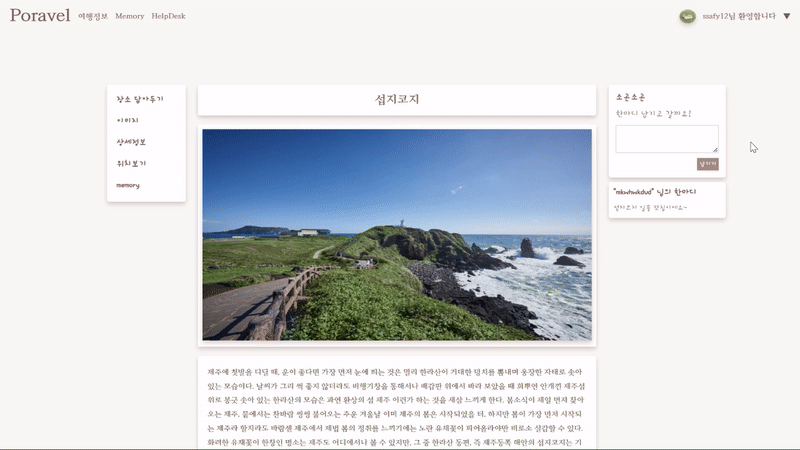 Poravel 여행정보 Memory HelpDesk
sssfy12님 환영합니다 ▼
장소 담아두기
이미지
상세정보
위치보기
memory
섭지코지
소곤소곤
한마디 남기고 갈까요!
남기기
"mkwhwkdud" 님의 한마디
섭지코지 입롱 맛집이에요~
제주에 첫발을 디딜 때, 운이 좋다면 가장 먼저 눈에 띄는 것은 멀리 한라산이 거대한 덩치를 뽐내며 웅장한 자태로 솟아
있는 모습이다. 날씨가 그리 썩 좋지 않더라도 비행기창을 통해서나 배갑판 위에서 바라 보았을 때 희뿌연 안개낀 제주섬
위로 봉긋 솟아 있는 한라산의 모습은 과연 환상의 섬 제주 이런가 하는 것을 새삼 느끼게 한다. 봄소식이 제일 먼저 찾아
오는 제주, 뭍에서는 찬바람 씽씽 불어오는 추운 겨울날 이미 제주의 봄은 시작되었을 터, 하지만 봄이 가장 먼저 시작되
는 제주라 할지라도 바람센 제주에서 제법 봄의 정취를 느끼기에는 노란 유채꽃이 피어올라야만 비로소 실감할 수 있다.
화려한 유채꽃이 한창인 명소는 제주도 어디에서나 볼 수 있지만, 그 중 한라산 동편, 즉 제주동쪽 해안의 섭지코지는 기